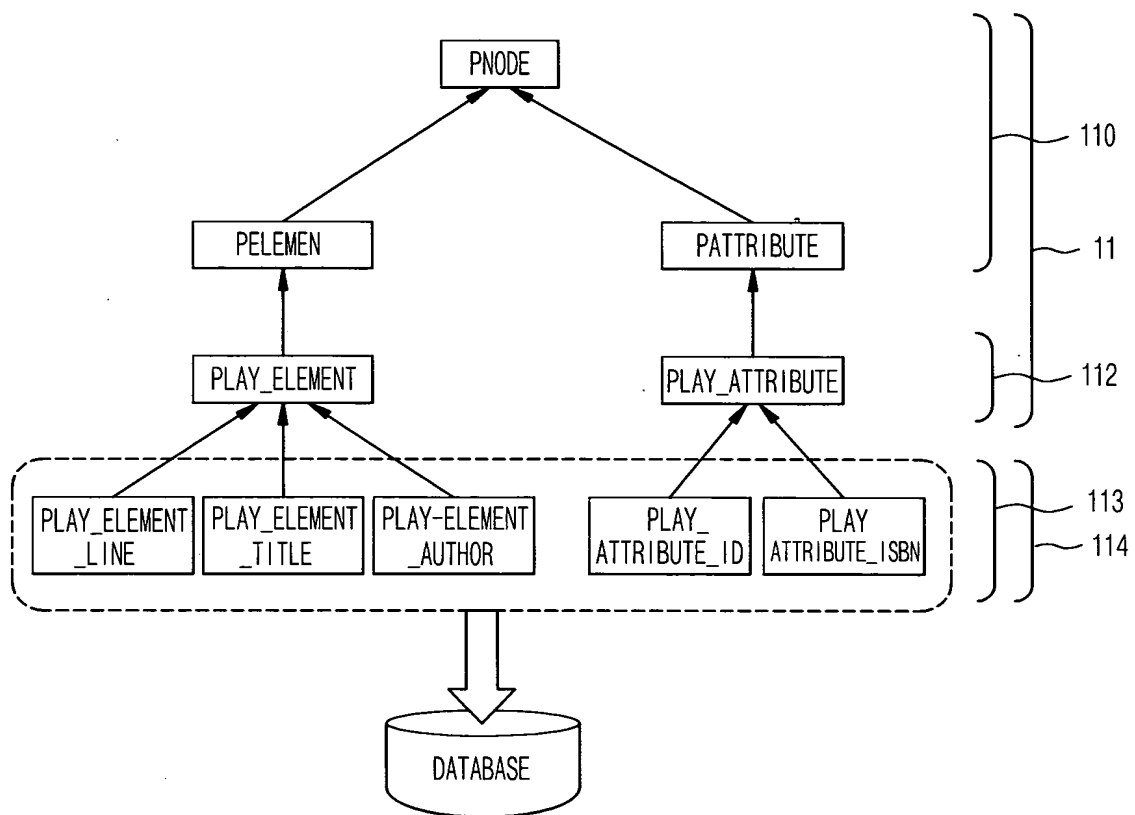 PNODE
110
PELEMEN
PATTRIBUTE
11
PLAY_ELEMENT
PLAY_ATTRIBUTE
112
PLAY_ELEMENT
_LINE
PLAY_ELEMENT
_TITLE
PLAY-ELEMENT
_AUTHOR
PLAY_
ATTRIBUTE_ID
PLAY
ATTRIBUTE_ISBN
113
114
DATABASE